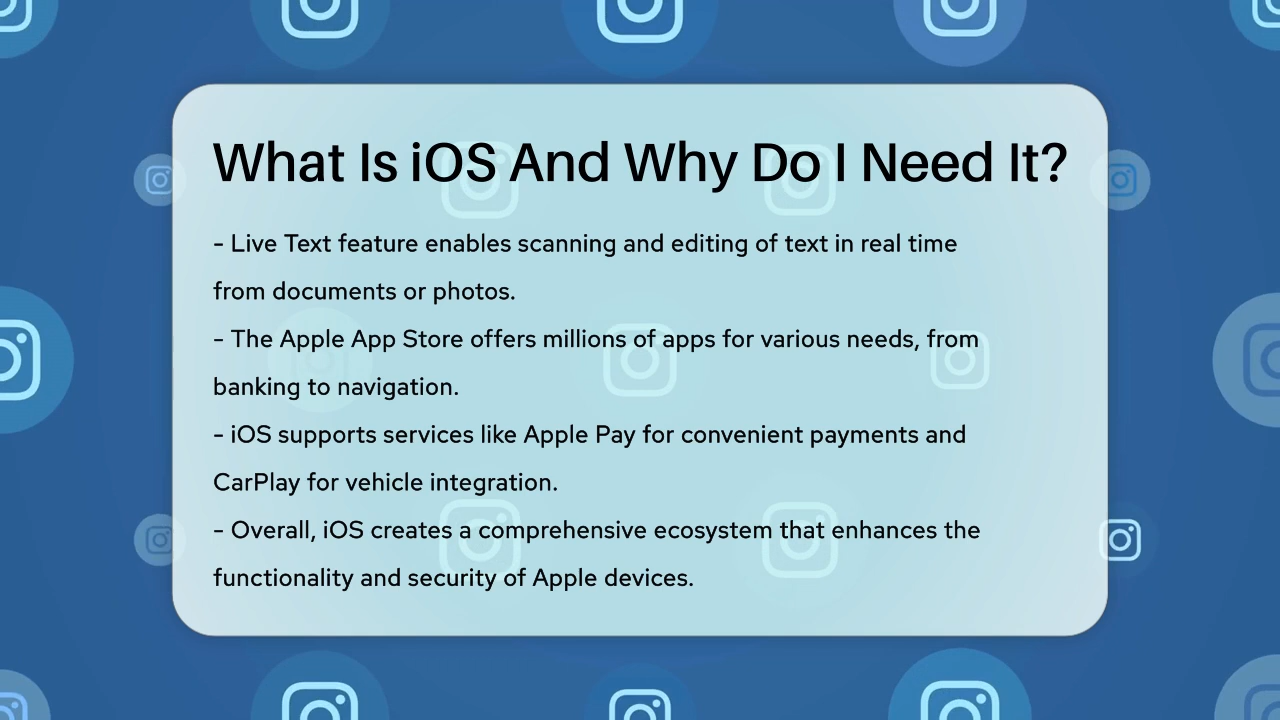 What Is iOS And Why Do I Need It?
– Live Text feature enables scanning and editing of text in real time
from documents or photos.
– The Apple App Store offers millions of apps for various needs, from
banking to navigation.
– iOS supports services like Apple Pay for convenient payments and
CarPlay for vehicle integration.
– Overall, iOS creates a comprehensive ecosystem that enhances the
functionality and security of Apple devices.